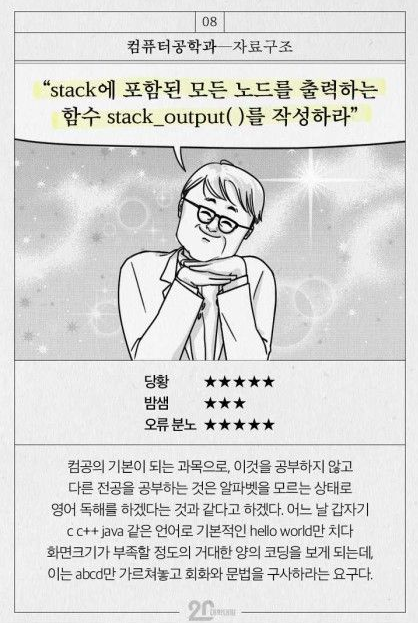 08
컴퓨터공학과—자료구조
“stack에 포함된 모든 노드를 출력하는
함수 stack_output( )를 작성하라”
당황 ★★★★★
밤샘 ★★★
오류 분노 ★★★★★
컴공의 기본이 되는 과목으로, 이것을 공부하지 않고
다른 전공을 공부하는 것은 알파벳을 모르는 상태로
영어 독해를 하겠다는 것과 같다고 하겠다. 어느 날 갑자기
c c++ java 같은 언어로 기본적인 hello world만 치다
화면크기가 부족할 정도의 거대한 양의 코딩을 보게 되는데,
이는 abcd만 가르쳐놓고 회화와 문법을 구사하라는 요구다.
20